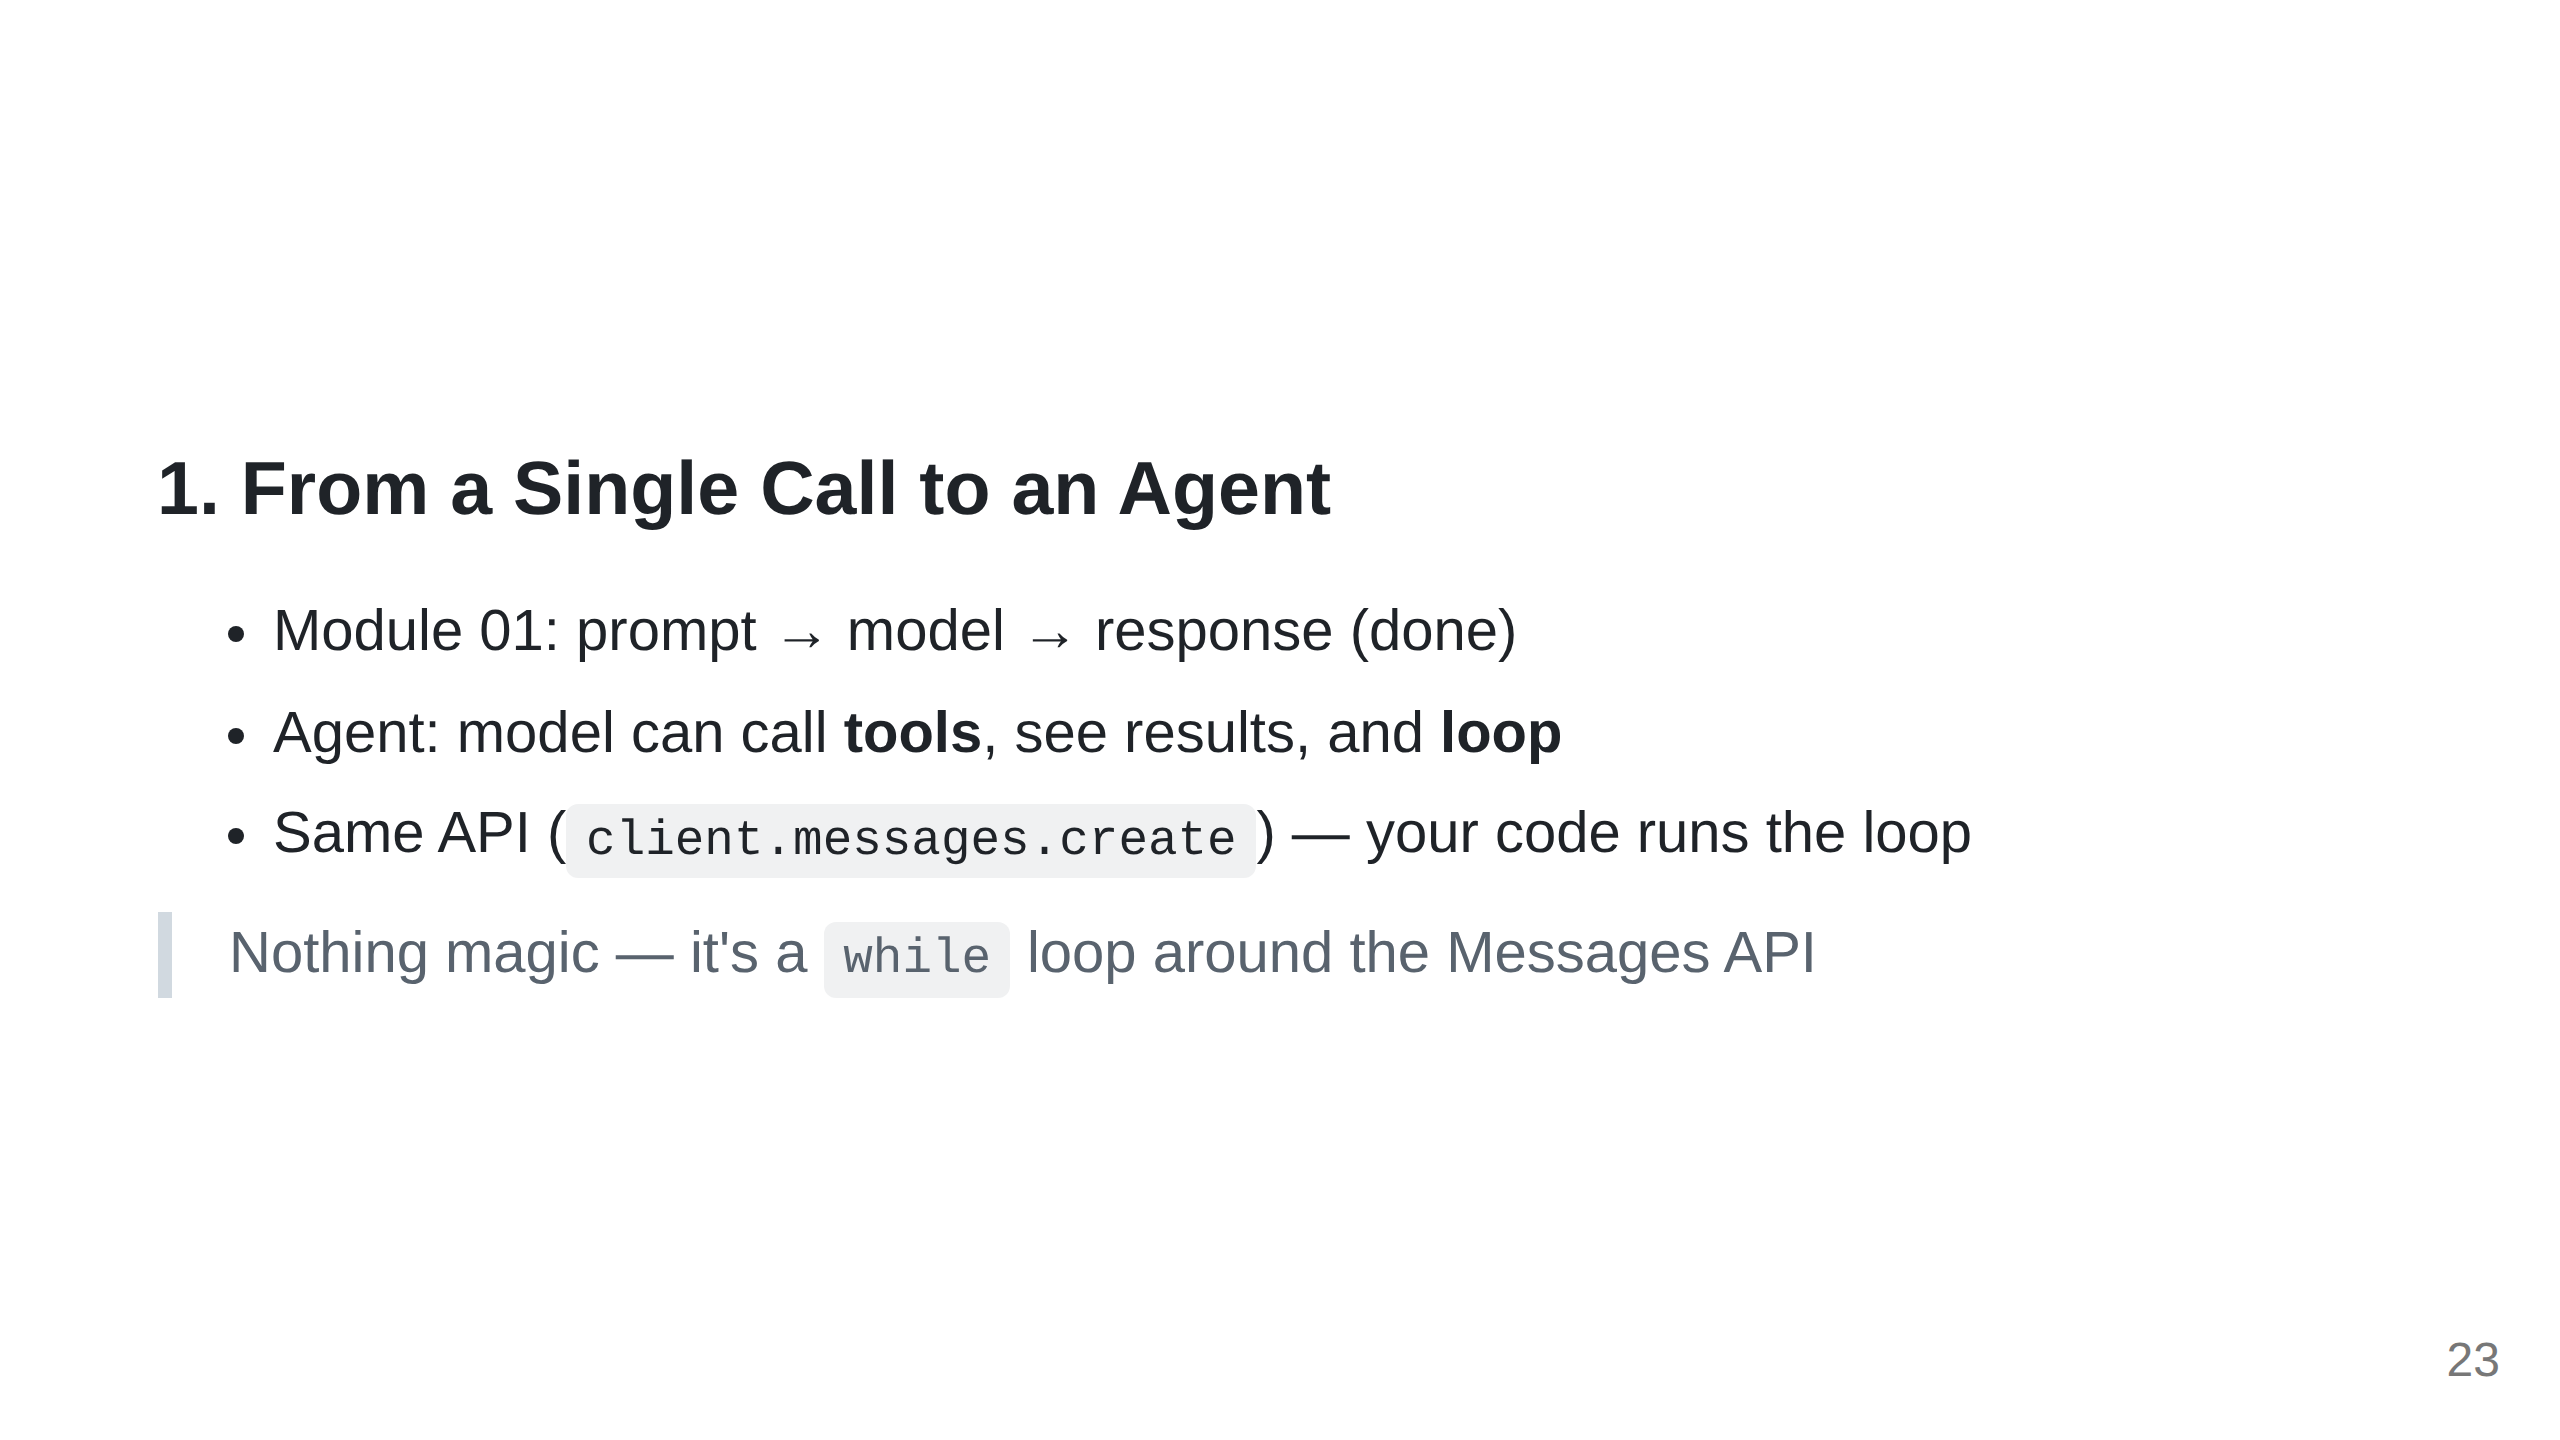 1. From a Single Call to an Agent
• Module 01: prompt → model → response (done)
• Agent: model can call tools, see results, and loop
• Same API (client.messages.create) — your code runs the loop
Nothing magic — it's a while loop around the Messages API
23